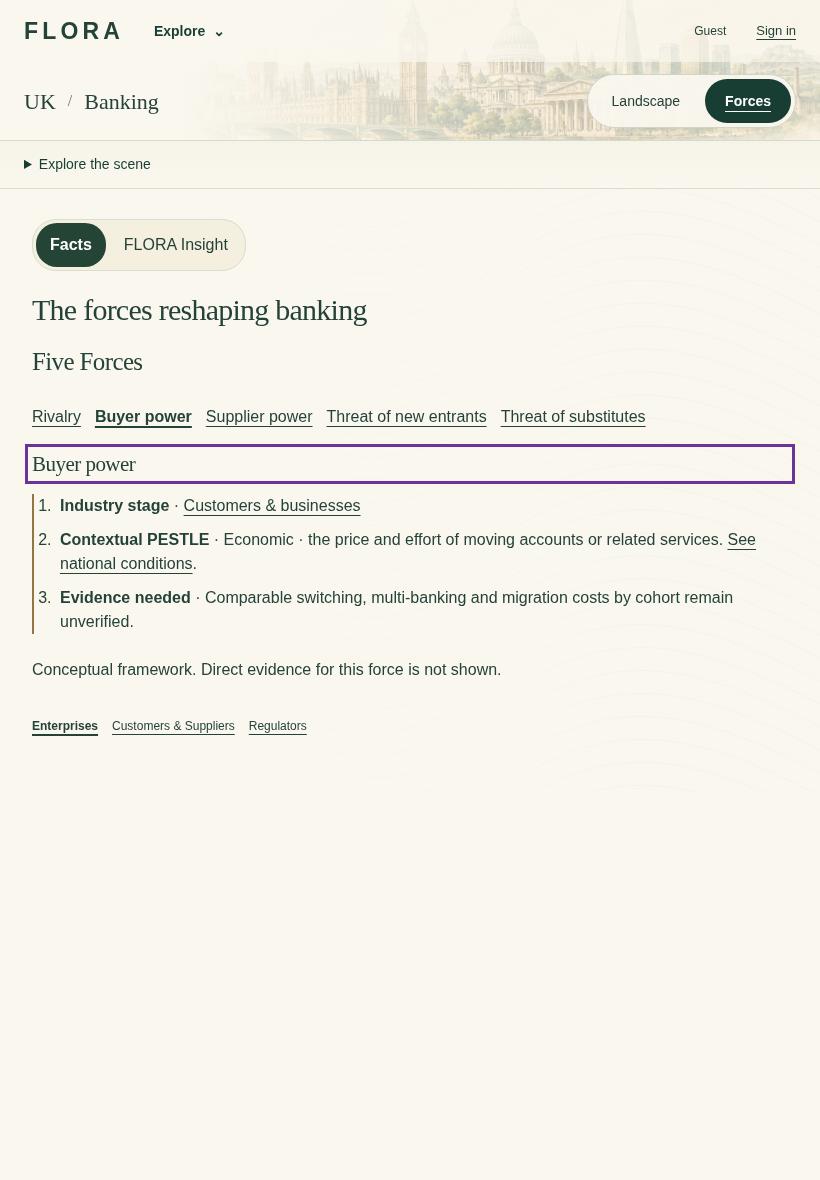 FLORA
Explore
Guest
Sign in
UK / Banking
Landscape
Forces
Explore the scene
Facts
FLORA Insight
The forces reshaping banking
Five Forces
Rivalry Buyer power Supplier power Threat of new entrants Threat of substitutes
Buyer power
1. Industry stage · Customers & businesses
2. Contextual PESTLE · Economic · the price and effort of moving accounts or related services. See
national conditions.
3. Evidence needed · Comparable switching, multi-banking and migration costs by cohort remain
unverified.
Conceptual framework. Direct evidence for this force is not shown.
Enterprises Customers & Suppliers Regulators